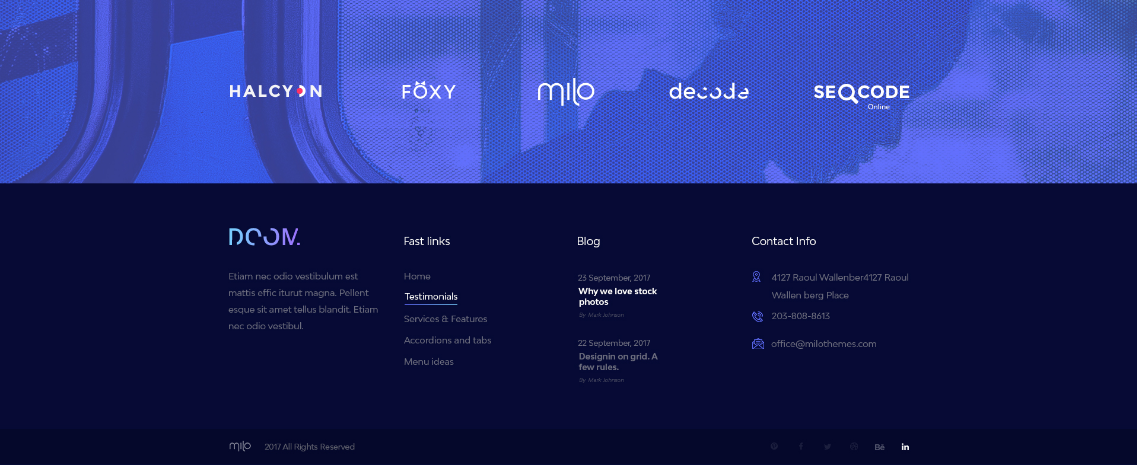 HALCYON
FÖXY
milo
decode
SEQCODE
Online
DOOM.
Etiam nec odio vestibulum est
mattis effic iturut magna. Pellent
esque sit amet tellus blandit. Etiam
nec odio vestibul.
Fast links
Home
Testimonials
Services & Features
Accordions and tabs
Menu ideas
Blog
23 September, 2017
Why we love stock
photos
By Mark Johnson
22 September, 2017
Designin on grid. A
few rules.
By Mark Johnson
Contact Info
4127 Raoul Wallenber4127 Raoul
Wallen berg Place
203-808-8613
office@milothemes.com
milo
2017 All Rights Reserved
Bē
in